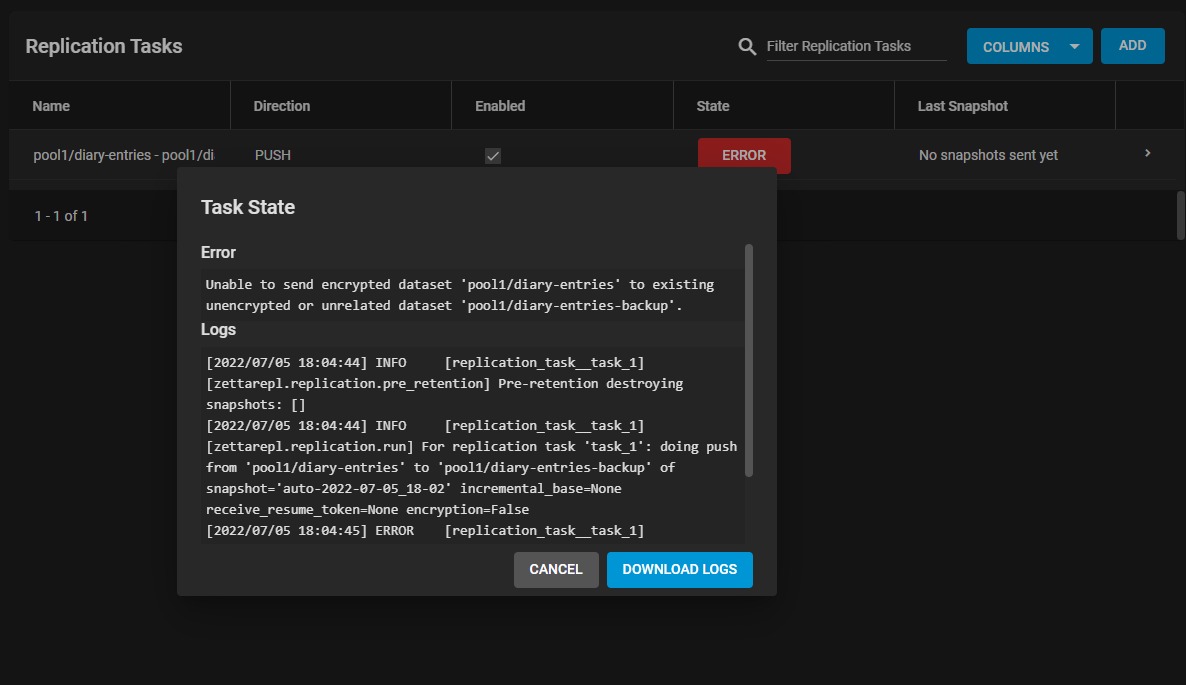 Replication Tasks
Filter Replication Tasks
COLUMNS
ADD
Name Direction Enabled State Last Snapshot
pool1/diary-entries - pool1/di PUSH ERROR No snapshots sent yet
1 - 1 of 1
Task State
Error
Unable to send encrypted dataset 'pool1/diary-entries' to existing
unencrypted or unrelated dataset 'pool1/diary-entries-backup'.
Logs
[2022/07/05 18:04:44] INFO [replication_task__task_1]
[zettarepl.replication.pre_retention] Pre-retention destroying
snapshots: []
[2022/07/05 18:04:44] INFO [replication_task__task_1]
[zettarepl.replication.run] For replication task 'task_1': doing push
from 'pool1/diary-entries' to 'pool1/diary-entries-backup' of
snapshot='auto-2022-07-05_18-02' incremental_base=None
receive_resume_token=None encryption=False
[2022/07/05 18:04:45] ERROR [replication_task__task_1]
CANCEL
DOWNLOAD LOGS